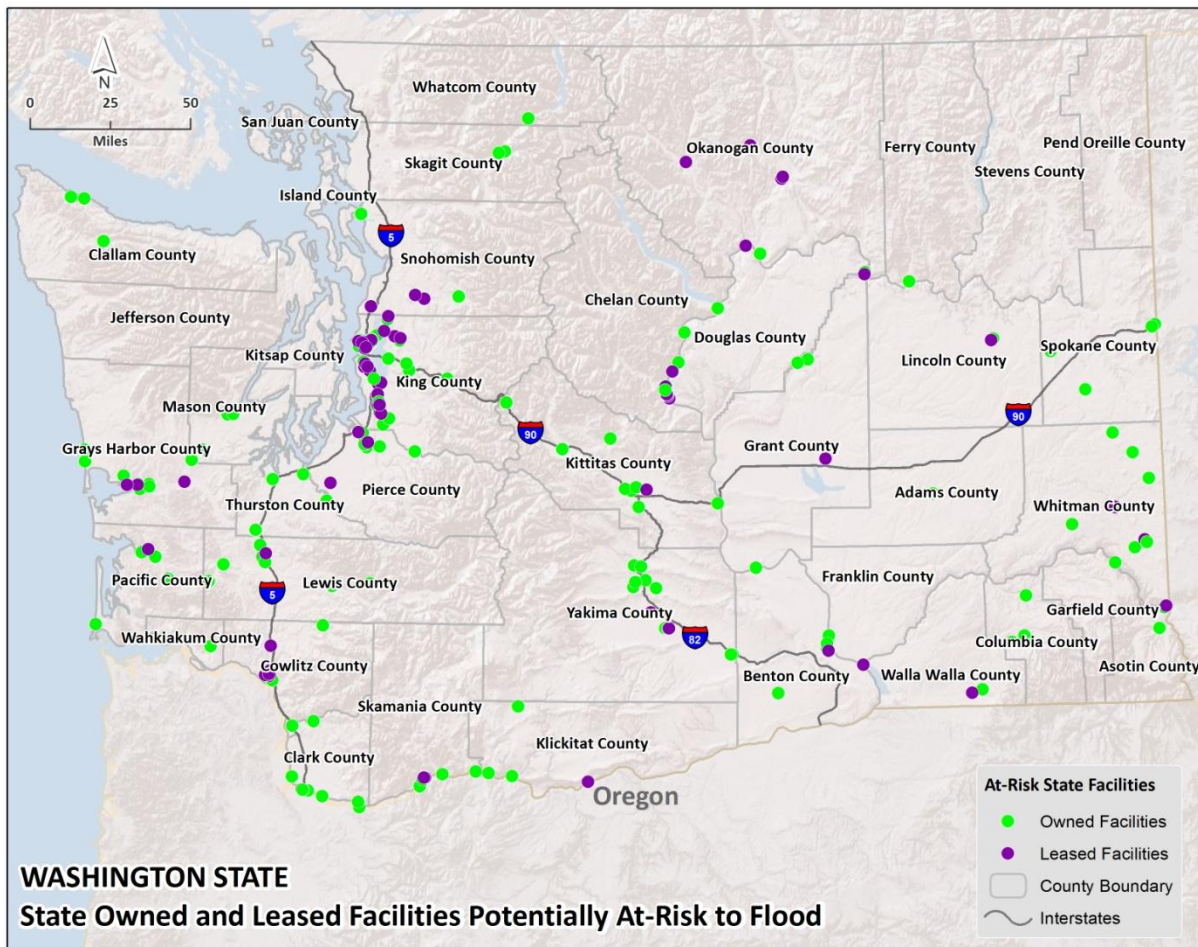 N
0 25 50
Miles
Whatcom County
San Juan County
Skagit County
Okanogan County
Ferry County
Pend Oreille County
Stevens County
Island County
5
Clallam County
Snohomish County
Chelan County
Jefferson County
Douglas County
Kitsap County
King County
Lincoln County
Spokane County
Mason County
90
90
Grays Harbor County
Kittitas County
Grant County
Pierce County
Thurston County
Adams County
Whitman County
Pacific County
5
Lewis County
Franklin County
Yakima County
Garfield County
Wahkiakum County
82
Columbia County
Cowlitz County
Benton County
Walla Walla County
Asotin County
Skamania County
Klickitat County
Clark County
Oregon
At-Risk State Facilities
Owned Facilities
Leased Facilities
County Boundary
Interstates
WASHINGTON STATE
State Owned and Leased Facilities Potentially At-Risk to Flood